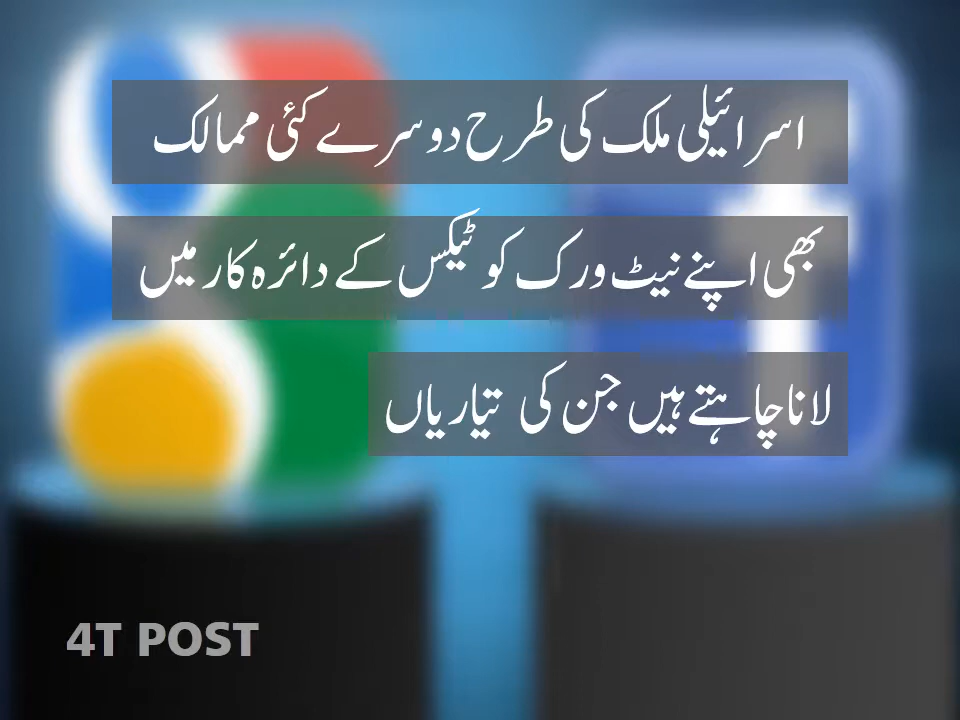 اسرائیلی ملک کی طرح دوسرے کئی ممالک
بھی اپنے نیٹ ورک کو ٹیکس کے دائرہ کار میں
لانا چاہتے ہیں جن کی تیاریاں
4T POST